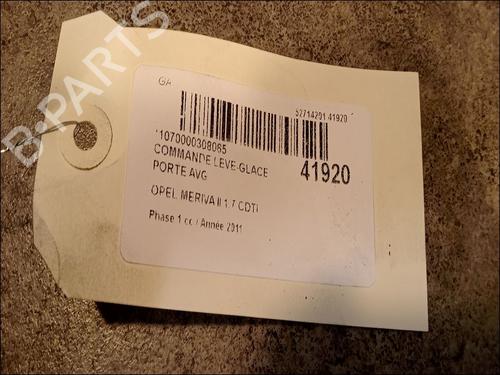 B-PARTS
GA
52714201 41920
1070000308065
COMMANDE LEVE-GLACE
PORTE AVG
41920
OPEL MERIVA II 1.7 CDTI
Phase 1 cc / Année 2011